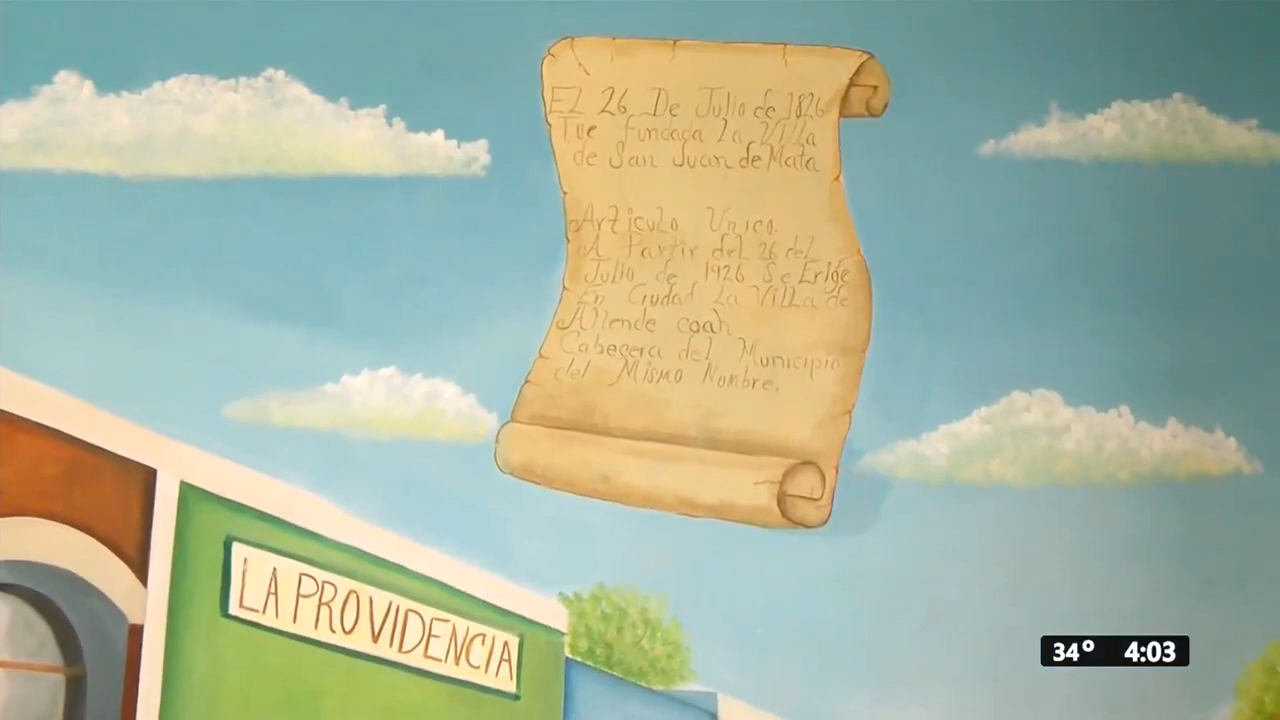 EL 26 De Julio de 1826
Fue fundada La Villa
de San Juan de Mata
Articulo Unico.
A Partir del 26 del
Julio de 1926 Se Erige
En Ciudad La Villa de
Allende coah
Cabecera del Municipio
del Mismo Nombre.
LA PROVIDENCIA
34° 4:03